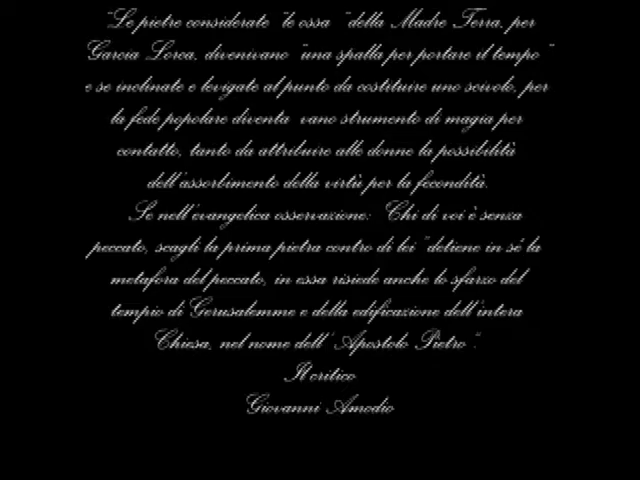 "Le pietre considerate "le ossa " della Madre Terra, per
Garcia Lorca, divenivano "una spalla per portare il tempo "
e se inclinate e levigate al punto da costituire uno scivolo, per
la fede popolare diventa vano strumento di magia per
contatto, tanto da attribuire alle donne la possibilità
dell'assorbimento della virtù per la fecondità.
Se nell'evangelica osservazione: Chi di voi è senza
peccato, scagli la prima pietra contro di lei " detiene in sé la
metafora del peccato, in essa risiede anche lo sfarzo del
tempio di Gerusalemme e della edificazione dell'intera
Chiesa, nel nome dell' Apostolo Pietro ".
Il critico
Giovanni Amodio